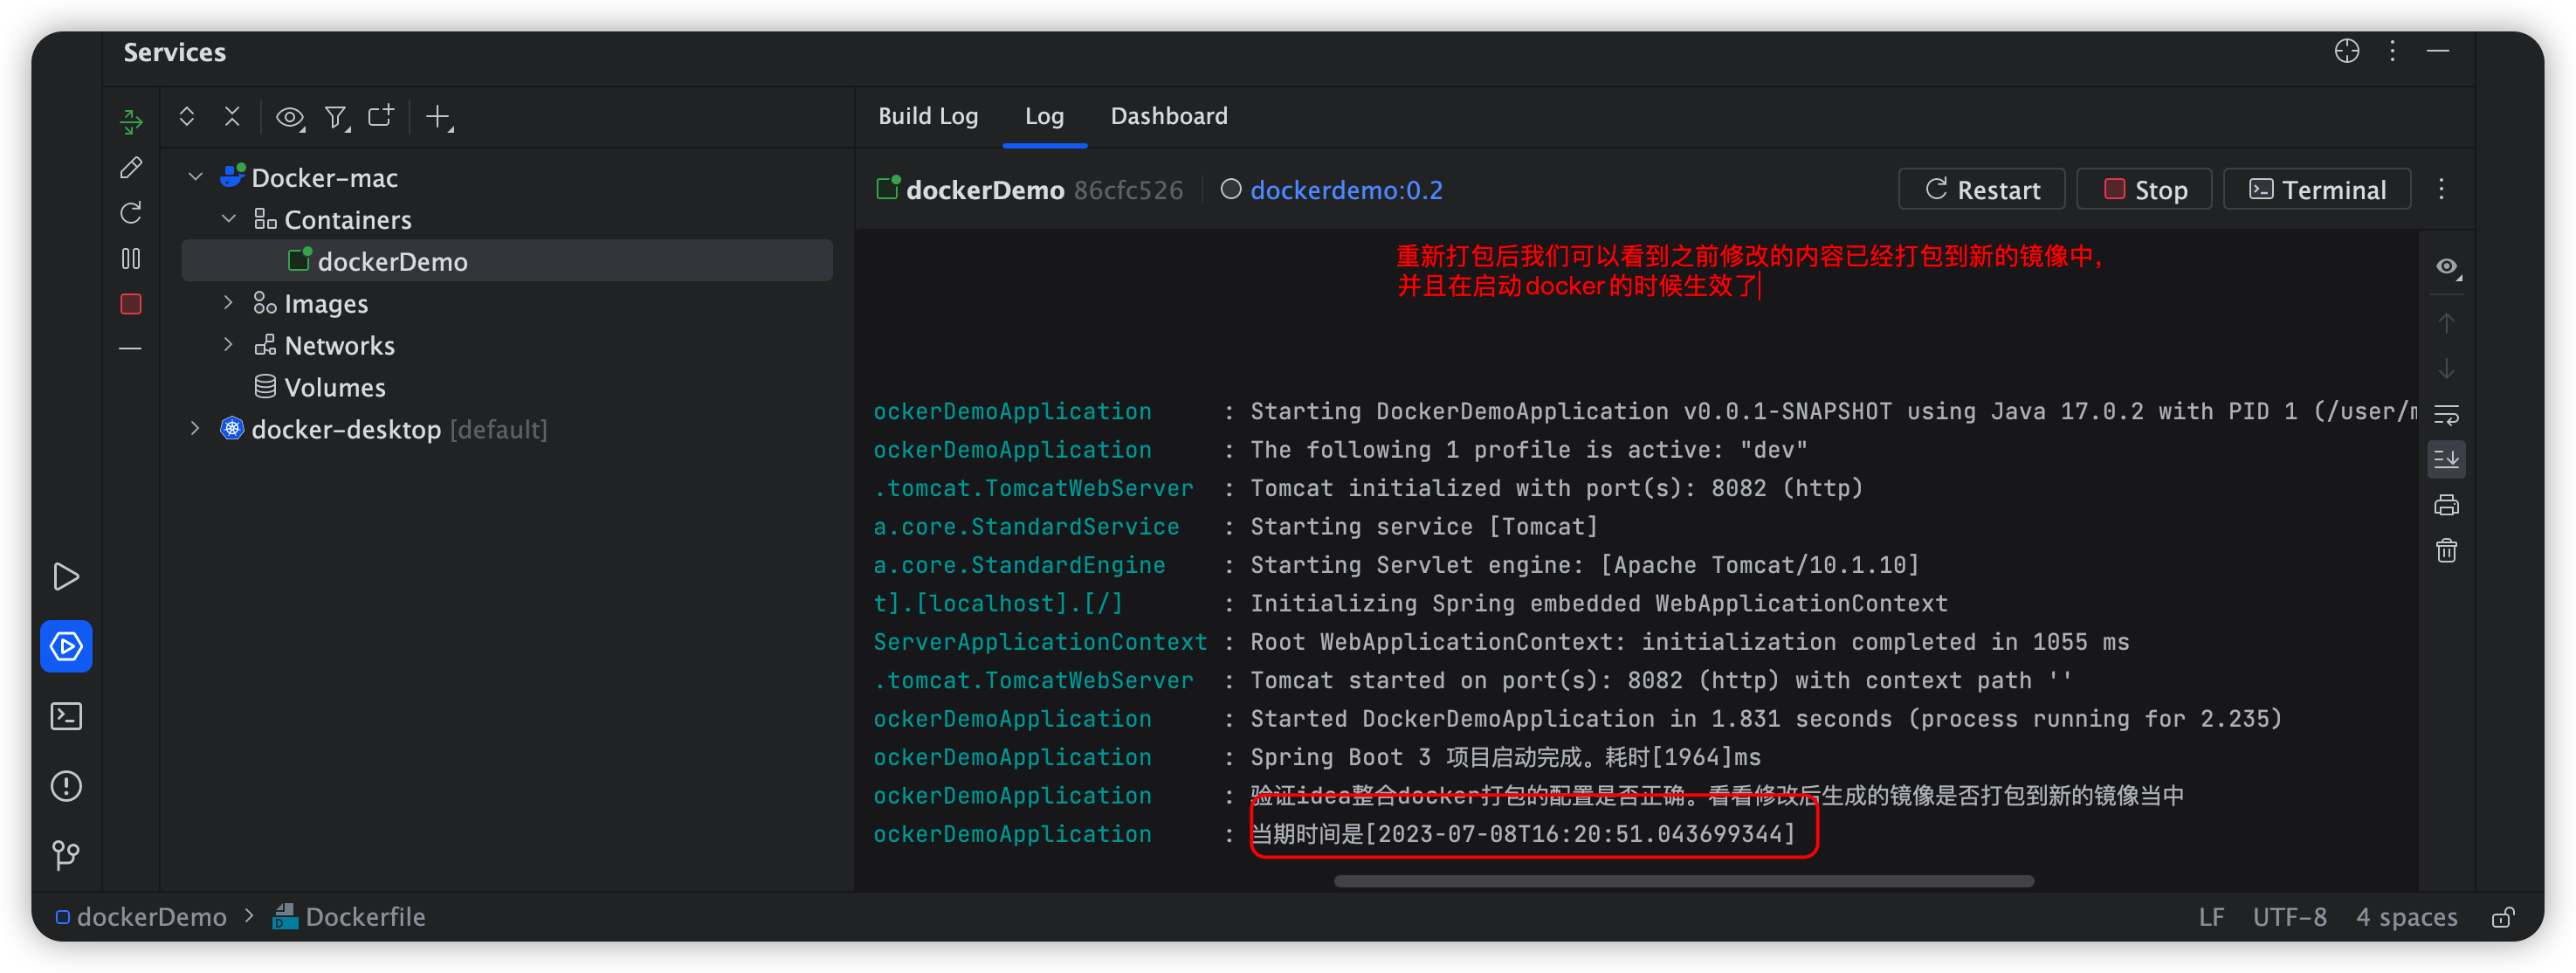 Services
Build Log Log Dashboard
Docker-mac
Containers
dockerDemo
Images
Networks
Volumes
docker-desktop [default]
dockerDemo 86cfc526 dockerdemo:0.2 Restart Stop Terminal
重新打包后我们可以看到之前修改的内容已经打包到新的镜像中,
并且在启动docker的时候生效了
ockerDemoApplication : Starting DockerDemoApplication v0.0.1-SNAPSHOT using Java 17.0.2 with PID 1 (/user/m
ockerDemoApplication : The following 1 profile is active: "dev"
.tomcat.TomcatWebServer : Tomcat initialized with port(s): 8082 (http)
a.core.StandardService : Starting service [Tomcat]
a.core.StandardEngine : Starting Servlet engine: [Apache Tomcat/10.1.10]
t].[localhost].[/] : Initializing Spring embedded WebApplicationContext
ServerApplicationContext : Root WebApplicationContext: initialization completed in 1055 ms
.tomcat.TomcatWebServer : Tomcat started on port(s): 8082 (http) with context path ''
ockerDemoApplication : Started DockerDemoApplication in 1.831 seconds (process running for 2.235)
ockerDemoApplication : Spring Boot 3 项目启动完成。耗时[1964]ms
ockerDemoApplication : 验证idea整合docker打包的配置是否正确。看看修改后生成的镜像是否打包到新的镜像当中
ockerDemoApplication : 当期时间是[2023-07-08T16:20:51.043699344]
dockerDemo > Dockerfile LF UTF-8 4 spaces